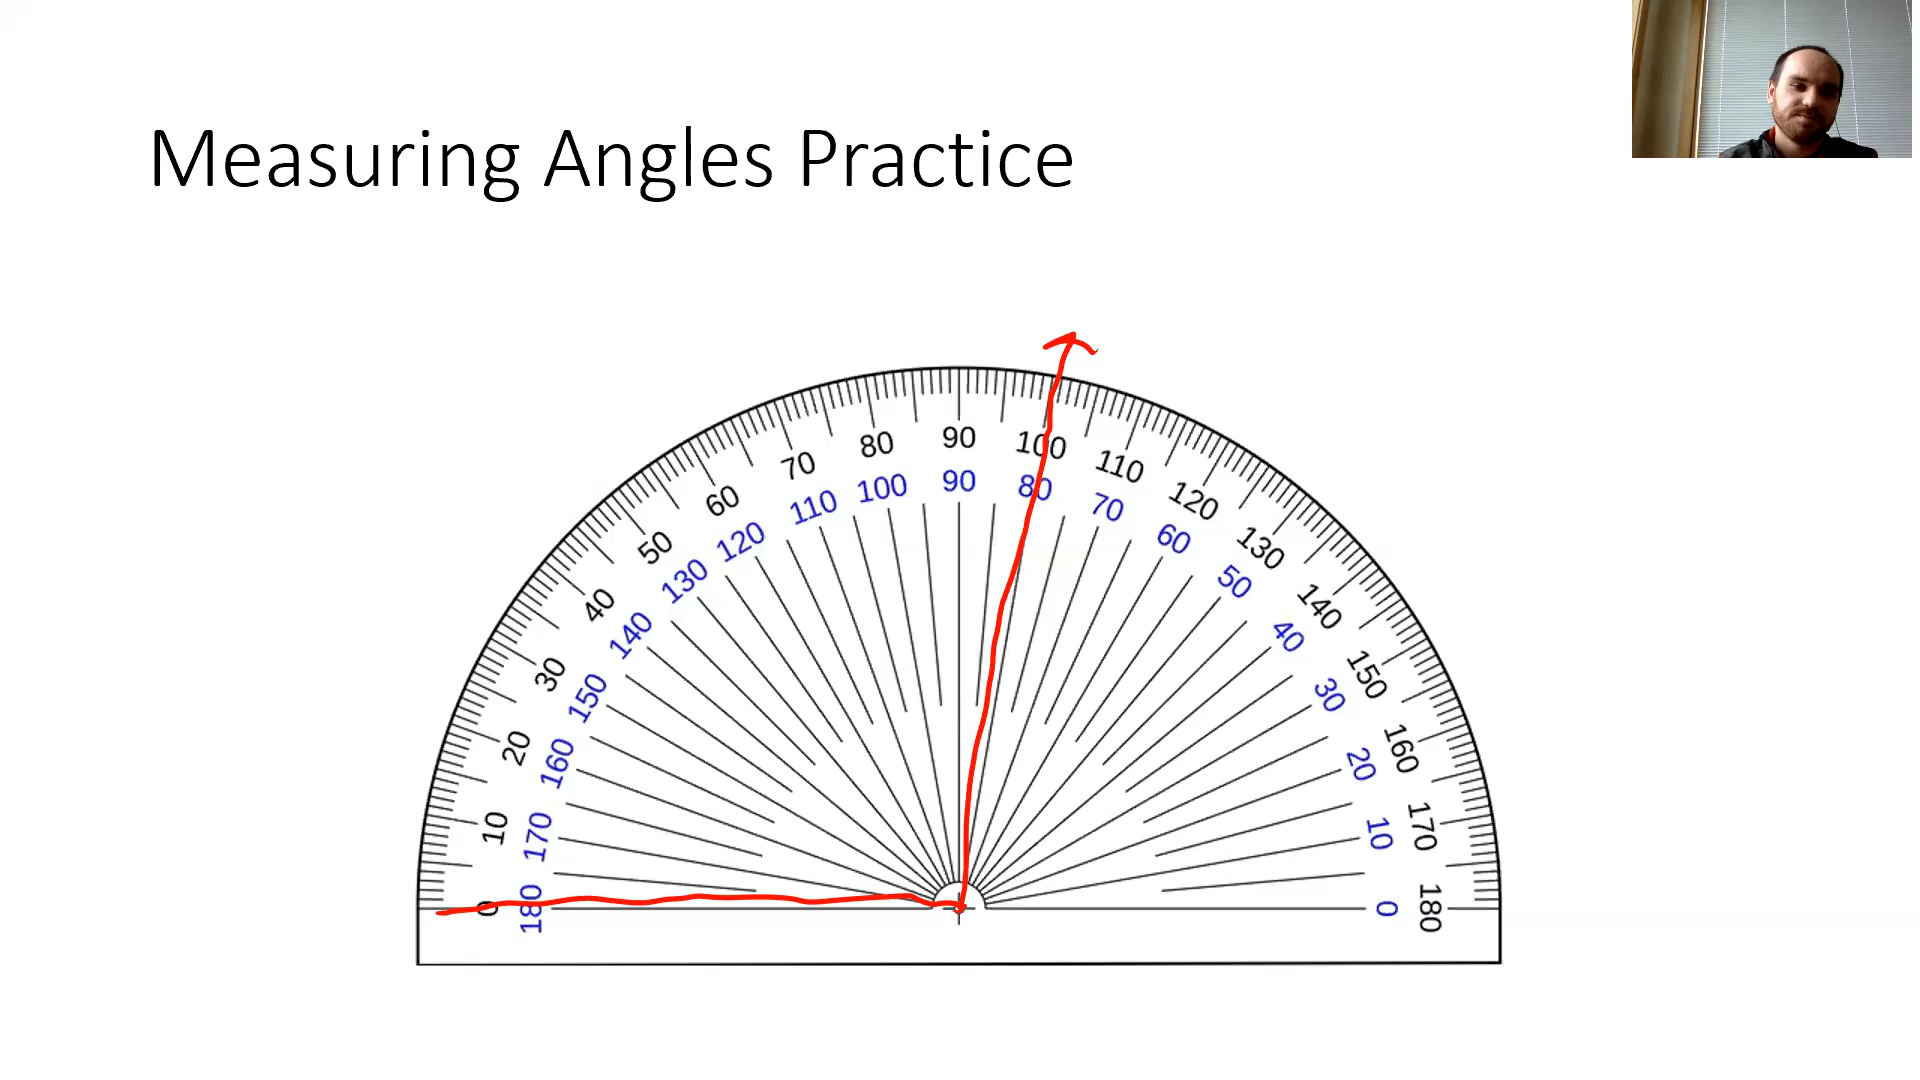 Measuring Angles Practice
0 10 20 30 40 50 60 70 80 90 100 110 120 130 140 150 160 170 180
180 170 160 150 140 130 120 110 100 90 80 70 60 50 40 30 20 10 0